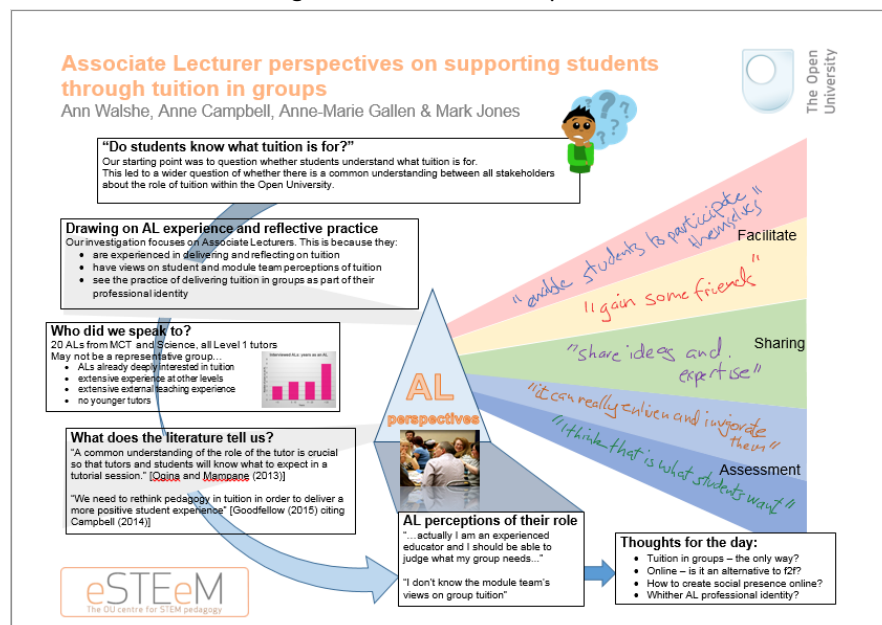 Associate Lecturer perspectives on supporting students
through tuition in groups
Ann Walshe, Anne Campbell, Anne-Marie Gallen & Mark Jones
The Open
University
"Do students know what tuition is for?"
Our starting point was to question whether students understand what tuition is for.
This led to a wider question of whether there is a common understanding between all stakeholders
about the role of tuition within the Open University.
Drawing on AL experience and reflective practice
Our investigation focuses on Associate Lecturers. This is because they:
• are experienced in delivering and reflecting on tuition
• have views on student and module team perceptions of tuition
• see the practice of delivering tuition in groups as part of their
professional identity
Who did we speak to?
20 ALs from MCT and Science, all Level 1 tutors
May not be a representative group…
• ALs already deeply interested in tuition
• extensive experience at other levels
• extensive external teaching experience
• no younger tutors
Interviewed ALs: years as an AL
What does the literature tell us?
"A common understanding of the role of the tutor is crucial
so that tutors and students will know what to expect in a
tutorial session." [Ogina and Mampane (2013)]
"We need to rethink pedagogy in tuition in order to deliver a
more positive student experience" [Goodfellow (2015) citing
Campbell (2014)]
AL
perspectives
"enable students to participate
themselves"
Facilitate
"gain some friends"
Sharing
"share ideas and
expertise"
"it can really enliven and invigorate
them"
Assessment
"I think that is what students want"
AL perceptions of their role
"…actually I am an experienced
educator and I should be able to
judge what my group needs..."
"I don't know the module team's
views on group tuition"
Thoughts for the day:
• Tuition in groups – the only way?
• Online – is it an alternative to f2f?
• How to create social presence online?
• Whither AL professional identity?
eSTEeM
The OU centre for STEM pedagogy